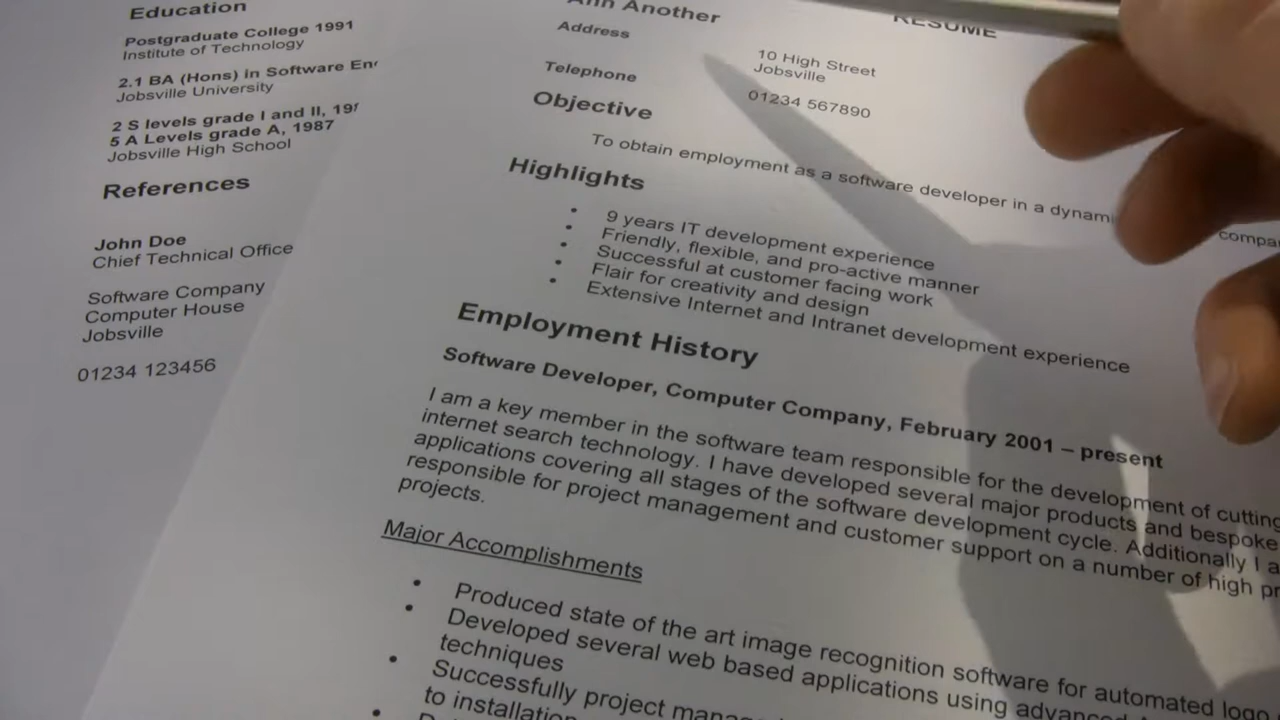 Education
Postgraduate College 1991
Institute of Technology
2.1 BA (Hons) in Software
Jobsville University
2 S levels grade I and II,
5 A Levels grade A, 1987
Jobsville High School
References
John Doe
Chief Technical Office
Software Company
Computer House
Jobsville
01234 123456
RESUME
Ann Another
Address
10 High Street
Jobsville
Telephone
01234 567890
Objective
To obtain employment as a software developer in a
Highlights
• 9 years IT development experience
• Friendly, flexible, and pro-active manner
• Successful at customer facing work
• Flair for creativity and design
• Extensive Internet and Intranet development experience
Employment History
Software Developer, Computer Company, February 2001 – present
I am a key member in the software team responsible for the development of cutting
internet search technology. I have developed several major products and bespoke
applications covering all stages of the software development cycle. Additionally I
responsible for project management and customer support on a number of high
projects.
Major Accomplishments
• Produced state of the art image recognition software for automated logo
• Developed several web based applications using
techniques
• Successfully project
to